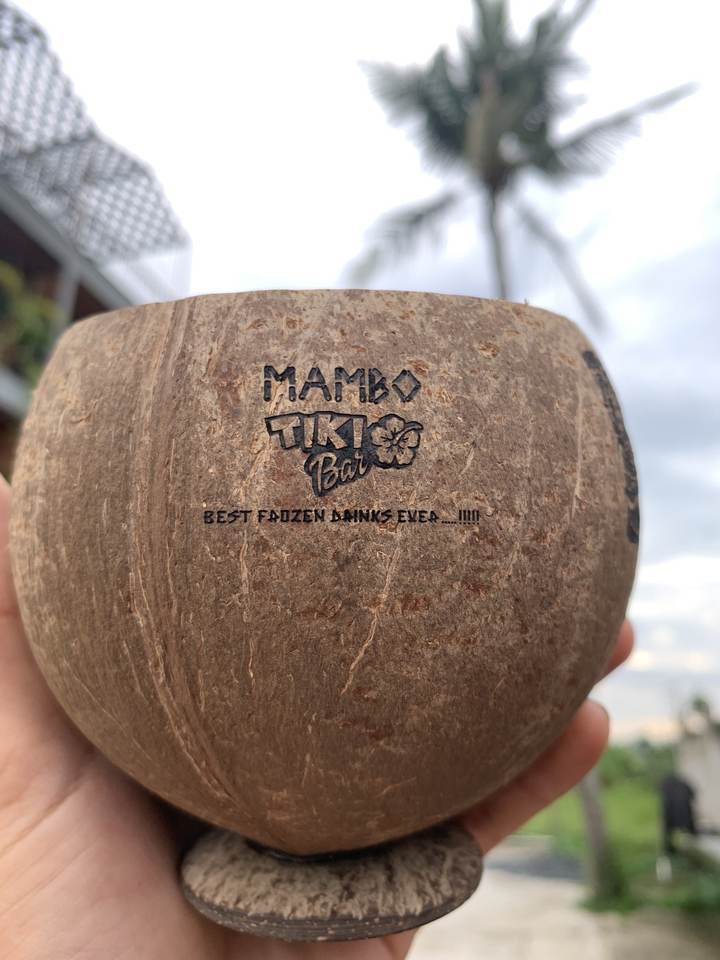 MAMBO
TIKI
Bar
BEST FROZEN DRINKS EVER.....!!!!!